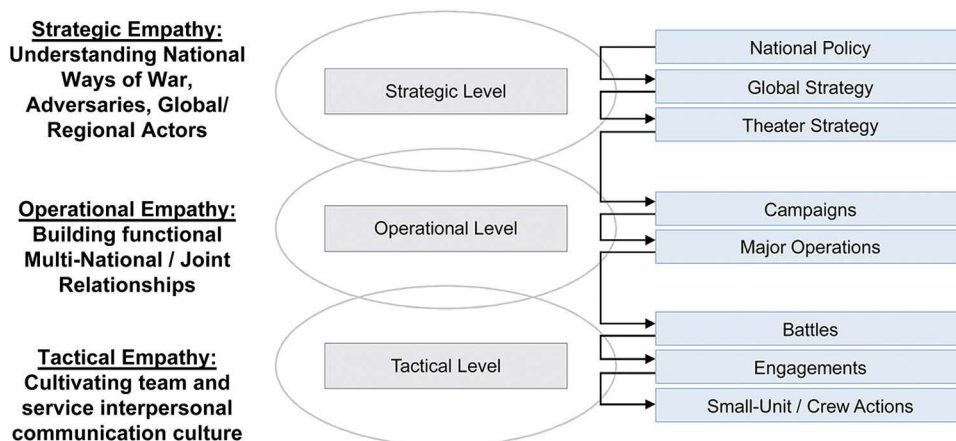 Strategic Empathy:
Understanding National
Ways of War,
Adversaries, Global/
Regional Actors
Operational Empathy:
Building functional
Multi-National / Joint
Relationships
Tactical Empathy:
Cultivating team and
service interpersonal
communication culture
Strategic Level
Operational Level
Tactical Level
National Policy
Global Strategy
Theater Strategy
Campaigns
Major Operations
Battles
Engagements
Small-Unit / Crew Actions